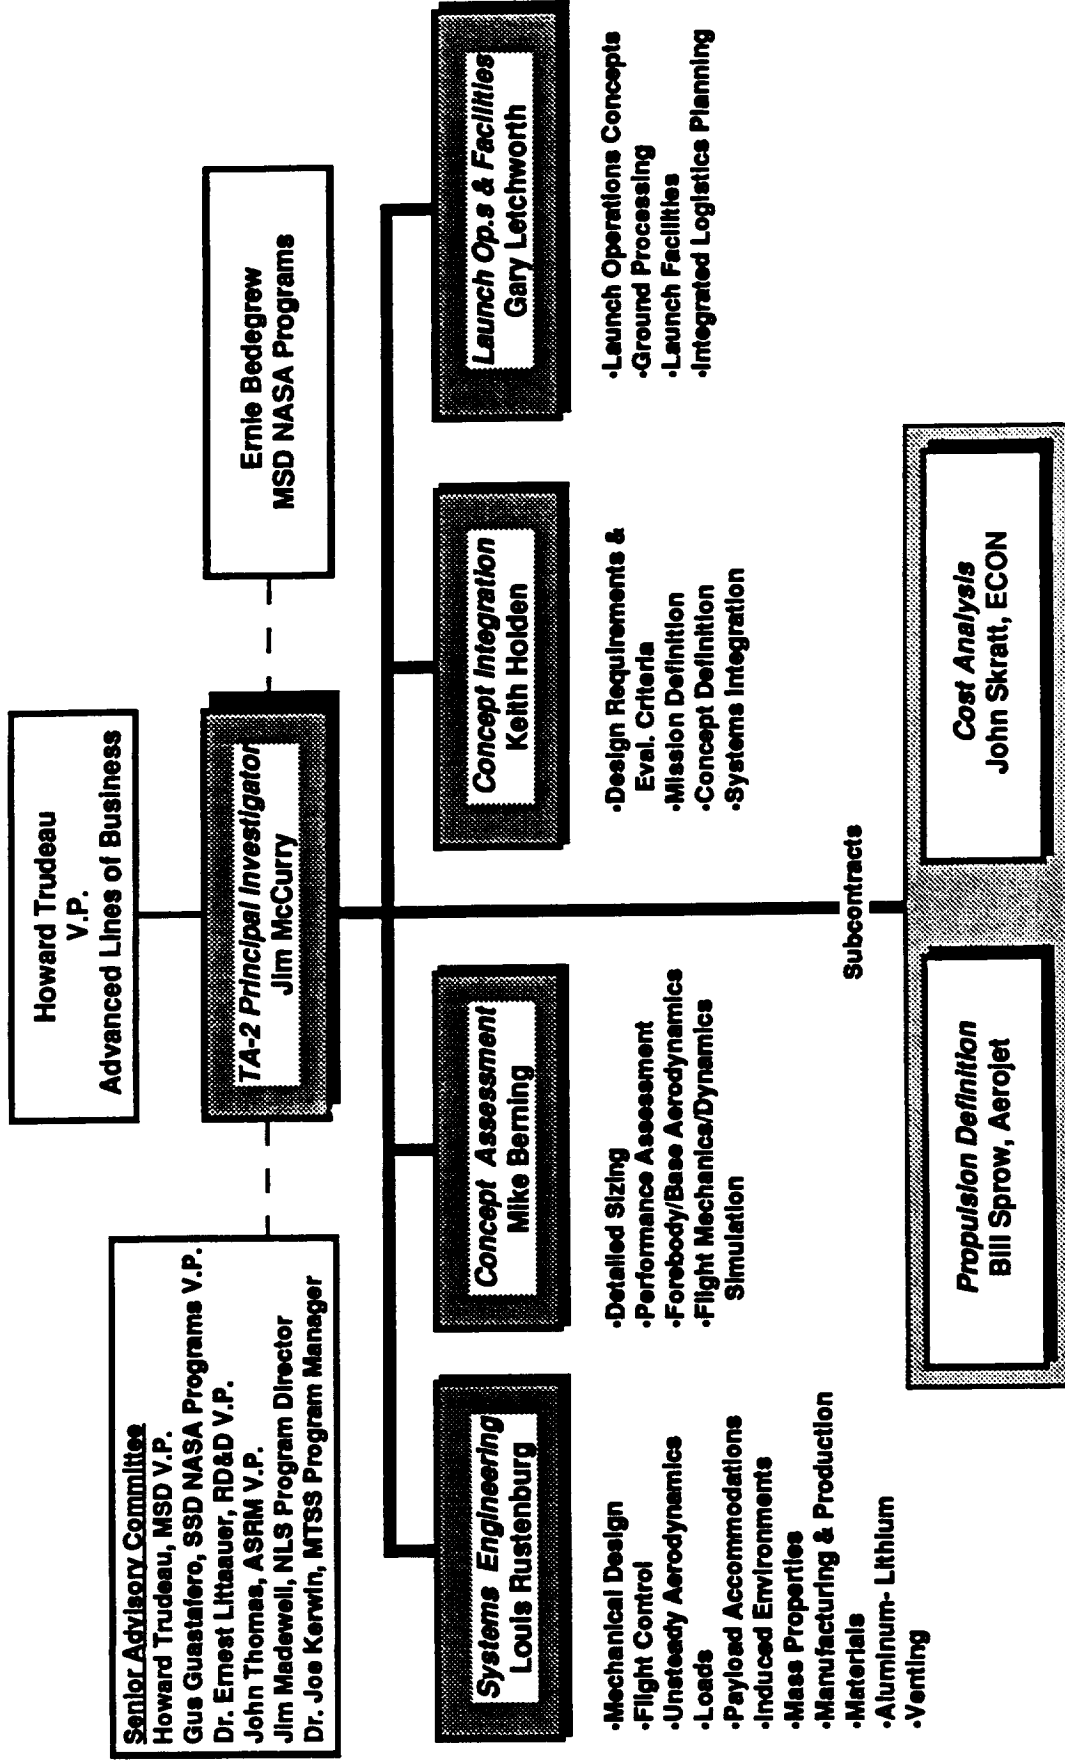 Howard Trudeau
V.P.
Advanced Lines of Business
Senior Advisory Committee
Howard Trudeau, MSD V.P.
Gus Guastafero, SSD NASA Programs V.P.
Dr. Ernest Littauer, RD&D V.P.
John Thomas, ASRM V.P.
Jim Madewell, NLS Program Director
Dr. Joe Kerwin, MTSS Program Manager
TA-2 Principal Investigator
Jim McCurry
Ernie Bedegrew
MSD NASA Programs
Systems Engineering
Louis Rustenburg
•Mechanical Design
•Flight Control
•Unsteady Aerodynamics
•Loads
•Payload Accommodations
•Induced Environments
•Mass Properties
•Manufacturing & Production
•Materials
•Aluminum- Lithium
•Venting
Concept Assessment
Mike Berning
•Detailed Sizing
•Performance Assessment
•Forebody/Base Aerodynamics
•Flight Mechanics/Dynamics
Simulation
Concept Integration
Keith Holden
•Design Requirements &
Eval. Criteria
•Mission Definition
•Concept Definition
•Systems Integration
Launch Op.s & Facilities
Gary Letchworth
•Launch Operations Concepts
•Ground Processing
•Launch Facilities
•Integrated Logistics Planning
Subcontracts
Propulsion Definition
Bill Sprow, Aerojet
Cost Analysis
John Skratt, ECON